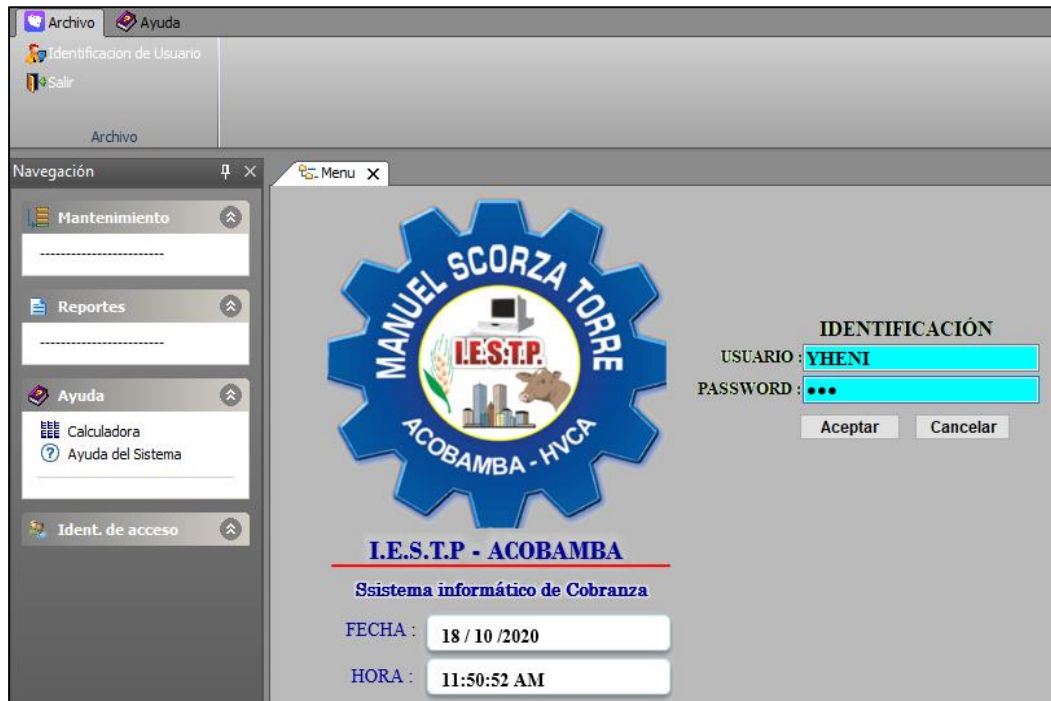 Archivo Ayuda
Identificacion de Usuario
Salir
Archivo
Navegación
Mantenimiento
------------------------
Reportes
------------------------
Ayuda
Calculadora
Ayuda del Sistema
Ident. de acceso
Menu
MANUEL SCORZA TORRE
I.E.S.T.P.
ACOBAMBA - HVCA
I.E.S.T.P - ACOBAMBA
Ssistema informático de Cobranza
FECHA : 18 / 10 /2020
HORA : 11:50:52 AM
IDENTIFICACIÓN
USUARIO : YHENI
PASSWORD : ●●●
Aceptar Cancelar